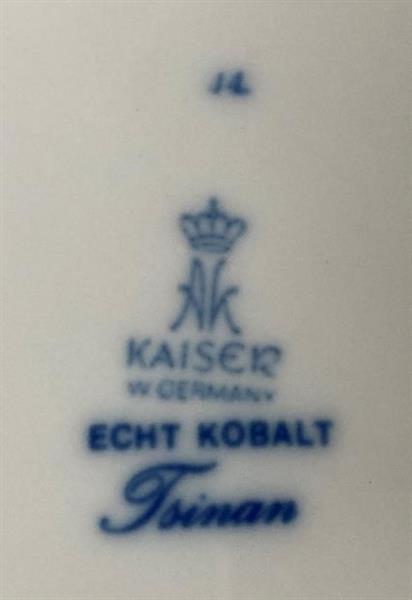 14
AK
KAISER
W. GERMANY
ECHT KOBALT
Tsinan